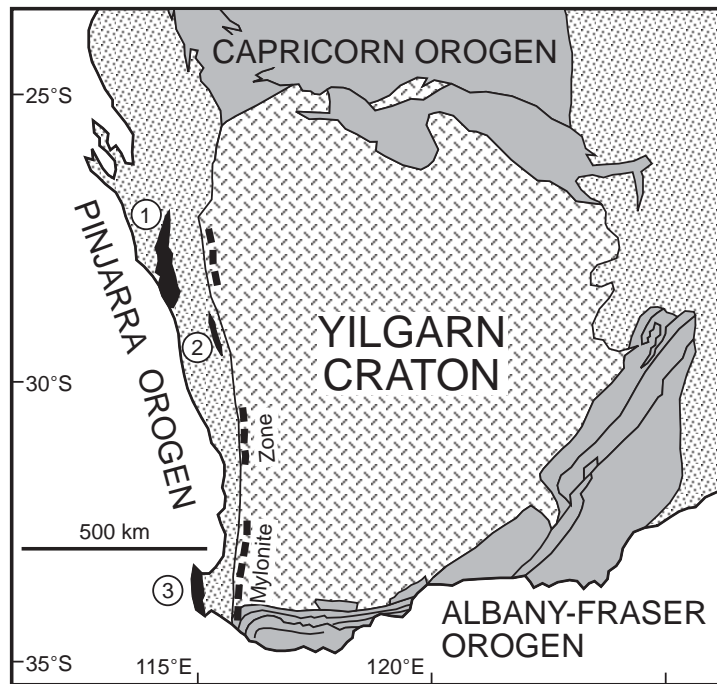 CAPRICORN OROGEN
25°S
1
PINJARRA OROGEN
2
YILGARN
CRATON
30°S
Zone
500 km
Mylonite
3
ALBANY-FRASER
OROGEN
35°S
115°E
120°E